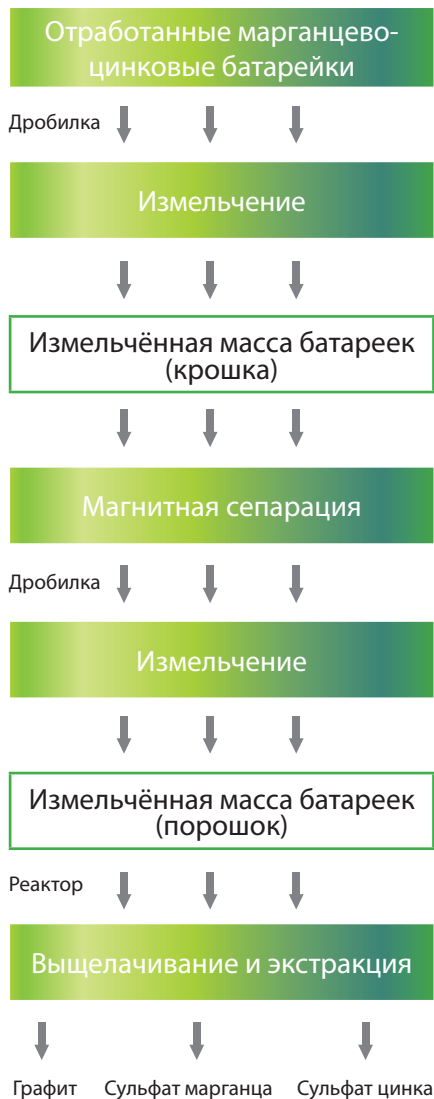 Отработанные марганцево-
цинковые батарейки
Дробилка
Измельчение
Измельчённая масса батареек
(крошка)
Магнитная сепарация
Дробилка
Измельчение
Измельчённая масса батареек
(порошок)
Реактор
Выщелачивание и экстракция
Графит Сульфат марганца Сульфат цинка